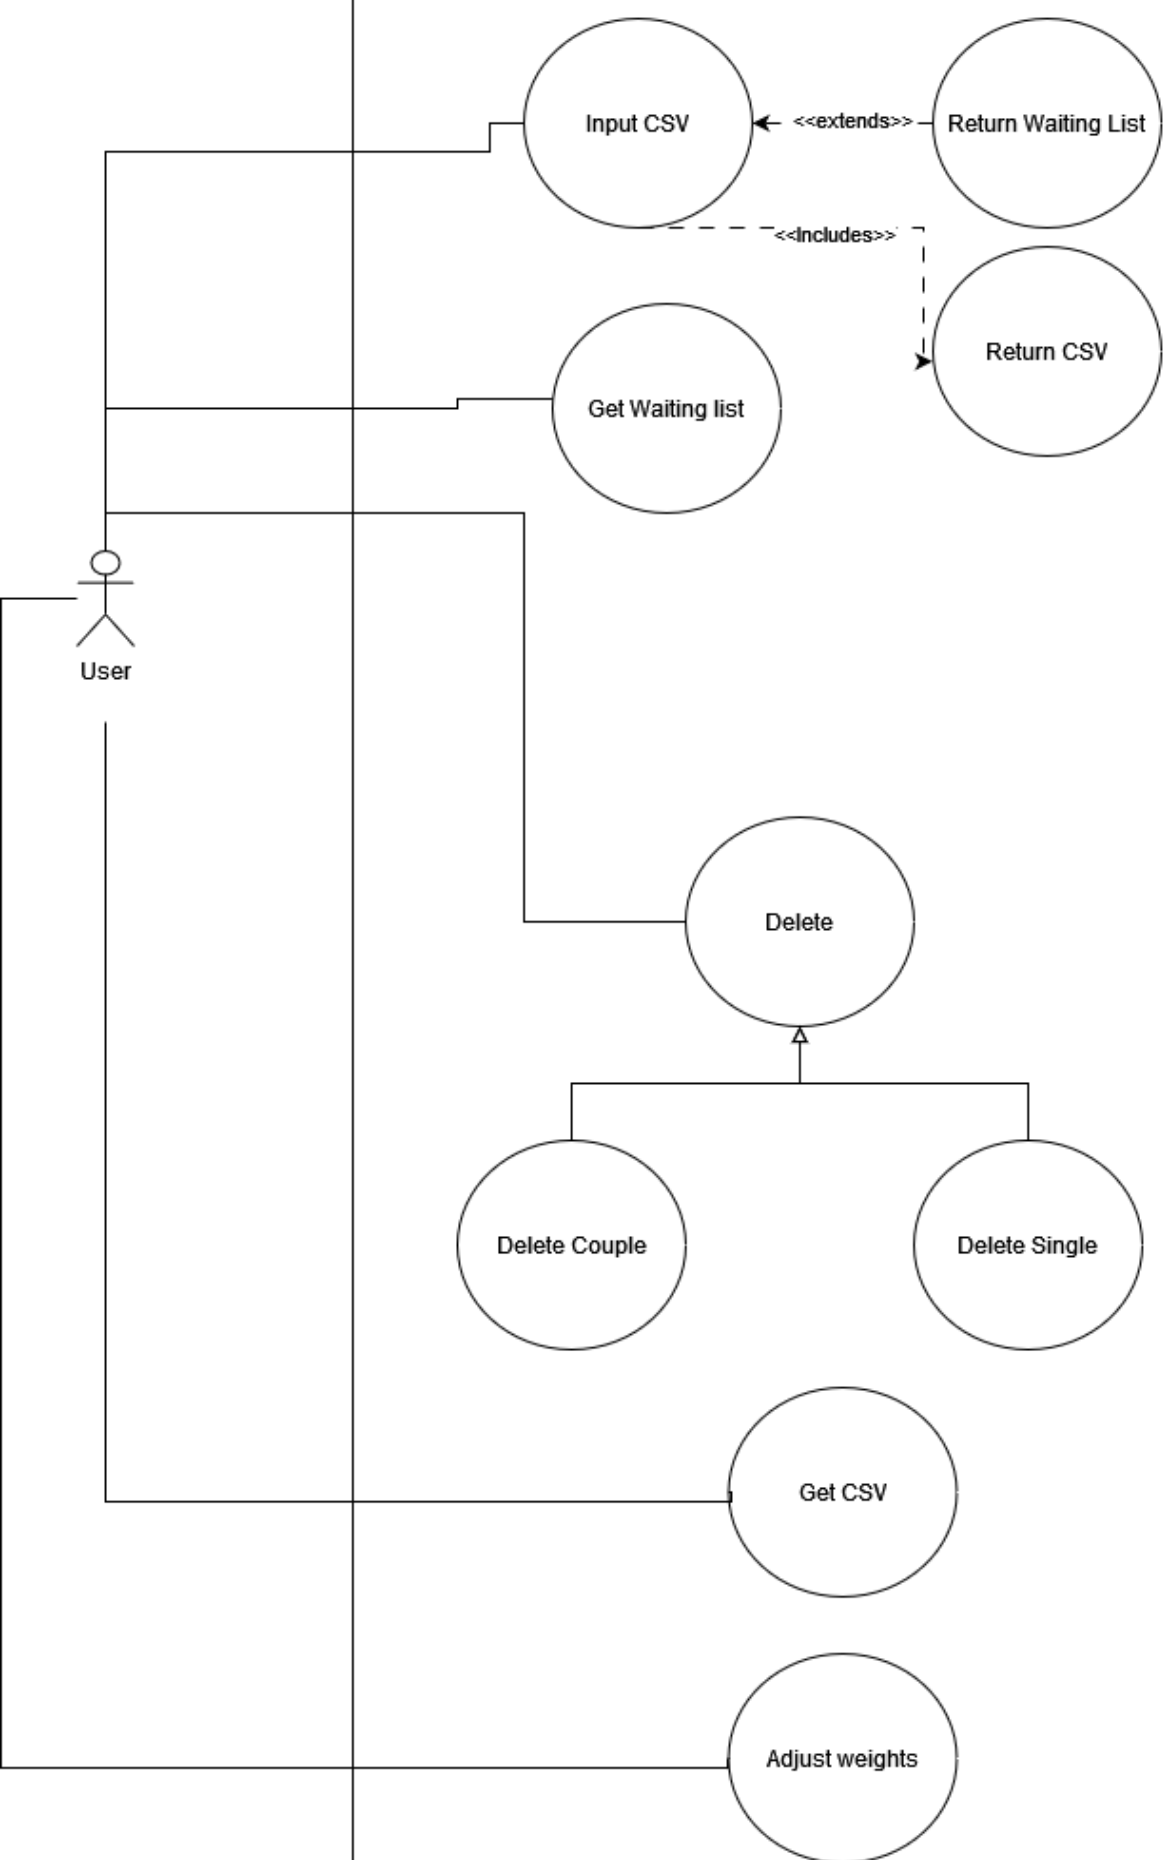 Input CSV
<<extends>>
Return Waiting List
<<Includes>>
Return CSV
Get Waiting list
User
Delete
Delete Couple
Delete Single
Get CSV
Adjust weights